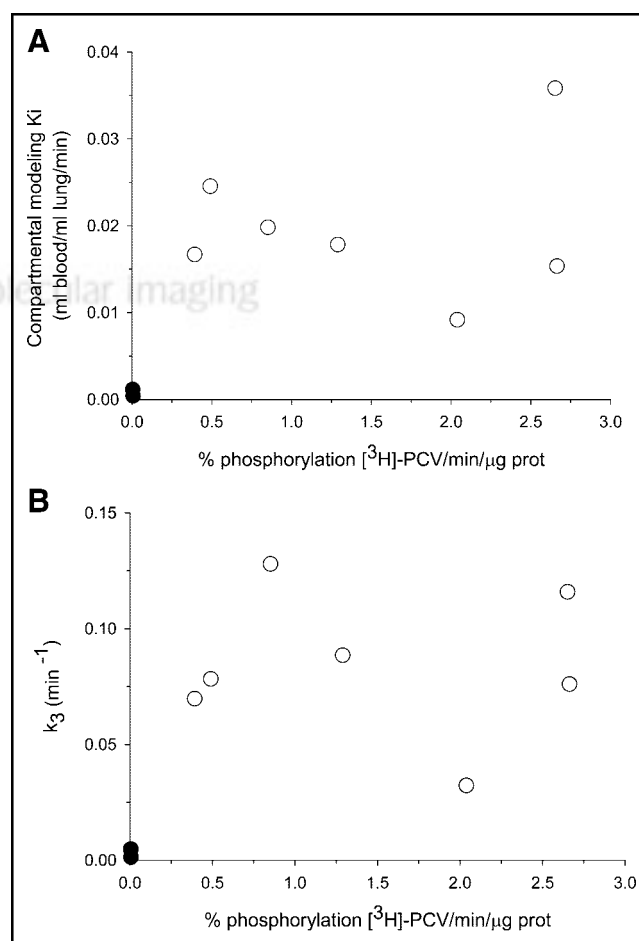 A
0.04
0.03
0.02
0.01
0.00
Compartmental modeling Ki
(ml blood/ml lung/min)
0.0 0.5 1.0 1.5 2.0 2.5 3.0
% phosphorylation [³H]-PCV/min/μg prot
lecular imaging
B
0.15
0.10
0.05
0.00
k₃ (min⁻¹)
0.0 0.5 1.0 1.5 2.0 2.5 3.0
% phosphorylation [³H]-PCV/min/μg prot